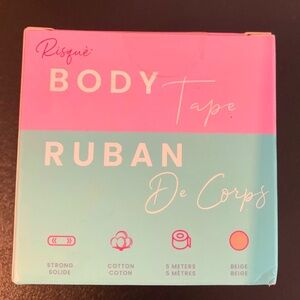 Risqué
BODY
Tape
RUBAN
De Corps
STRONG COTTON 5 METERS BEIGE
SOLIDE COTON 5 MÈTRES BEIGE